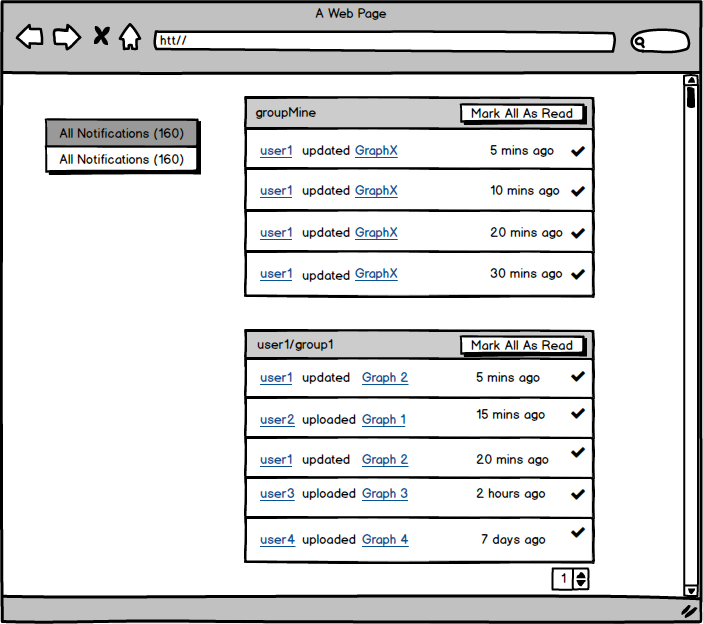 A Web Page
htt//
All Notifications (160)
All Notifications (160)
groupMine Mark All As Read
user1 updated GraphX 5 mins ago
user1 updated GraphX 10 mins ago
user1 updated GraphX 20 mins ago
user1 updated GraphX 30 mins ago
user1/group1 Mark All As Read
user1 updated Graph 2 5 mins ago
user2 uploaded Graph 1 15 mins ago
user1 updated Graph 2 20 mins ago
user3 uploaded Graph 3 2 hours ago
user4 uploaded Graph 4 7 days ago
1